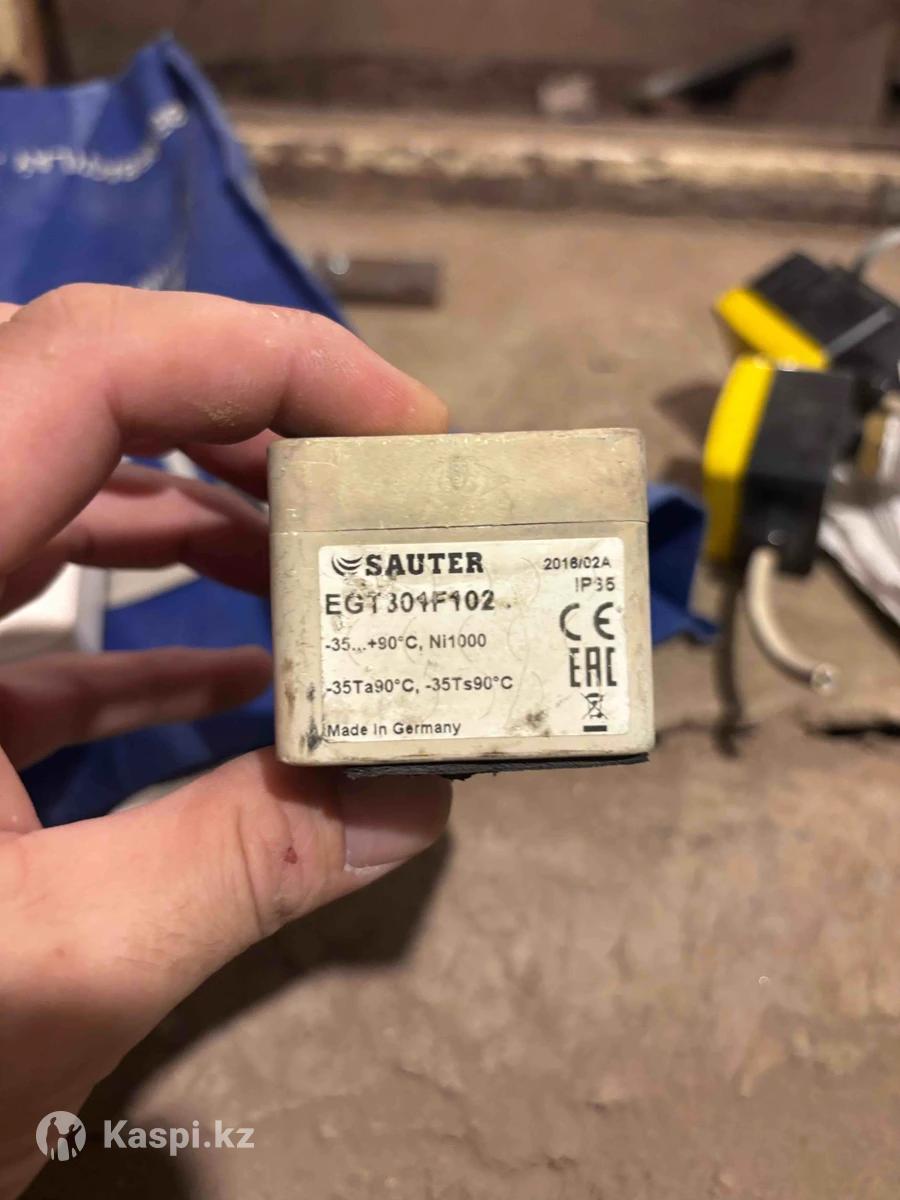 SAUTER
2016/02A
IP65
EGT301F102
-35...+90°C, Ni1000
CE
EAC
-35Ta90°C, -35Ts90°C
Made in Germany
Kaspi.kz